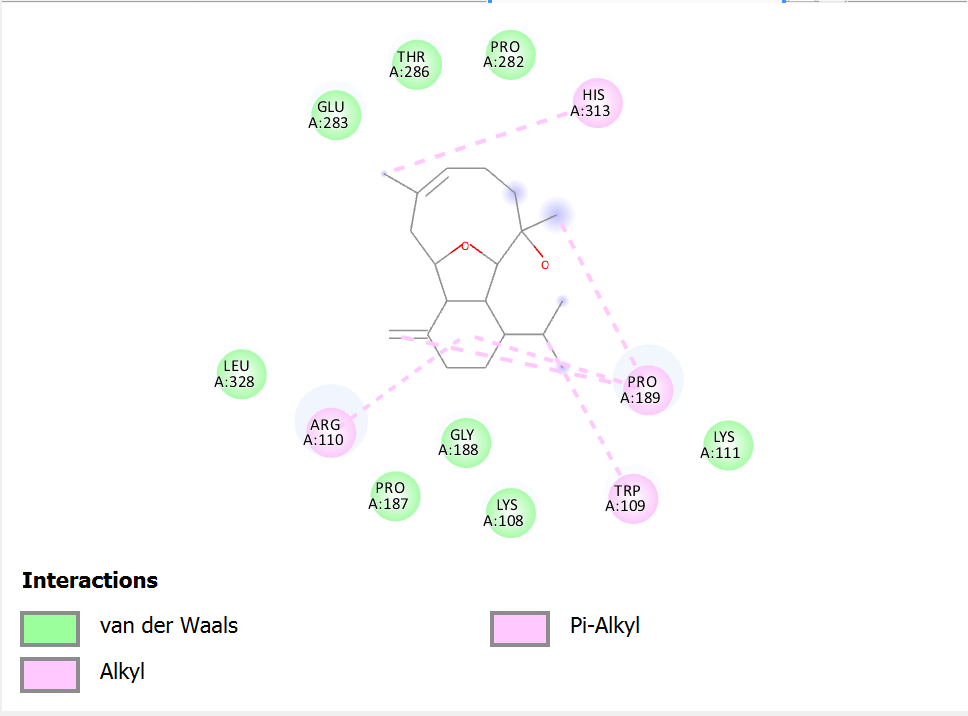 PRO
A:282
THR
A:286
HIS
A:313
GLU
A:283
O
O
LEU
A:328
PRO
A:189
ARG
A:110
GLY
A:188
LYS
A:111
PRO
A:187
LYS
A:108
TRP
A:109
Interactions
van der Waals
Pi-Alkyl
Alkyl